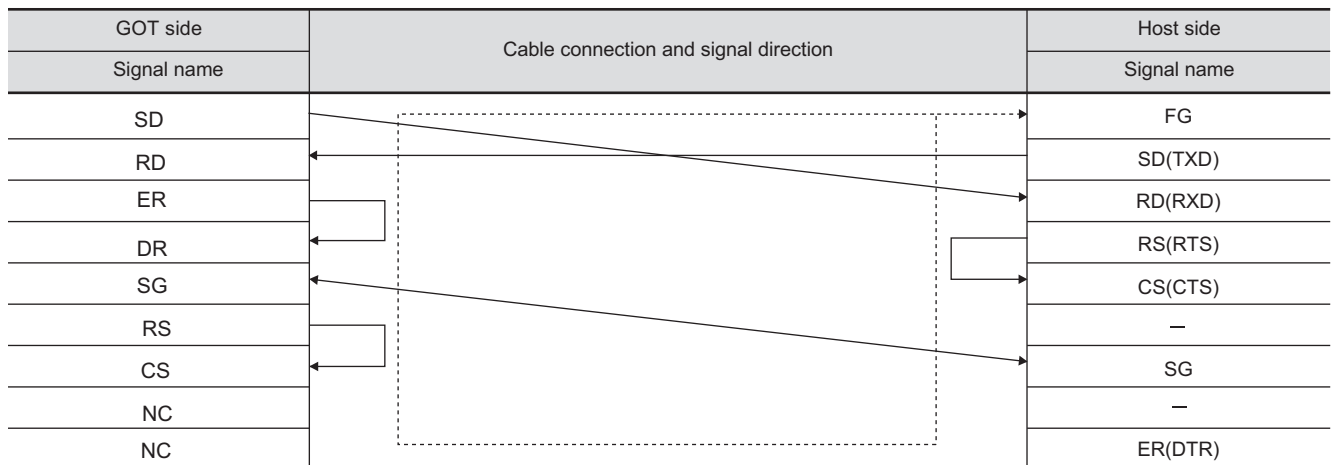 GOT side
Cable connection and signal direction
Host side
Signal name
Signal name
SD
FG
RD
SD(TXD)
ER
RD(RXD)
DR
RS(RTS)
SG
CS(CTS)
RS
–
CS
SG
NC
–
NC
ER(DTR)